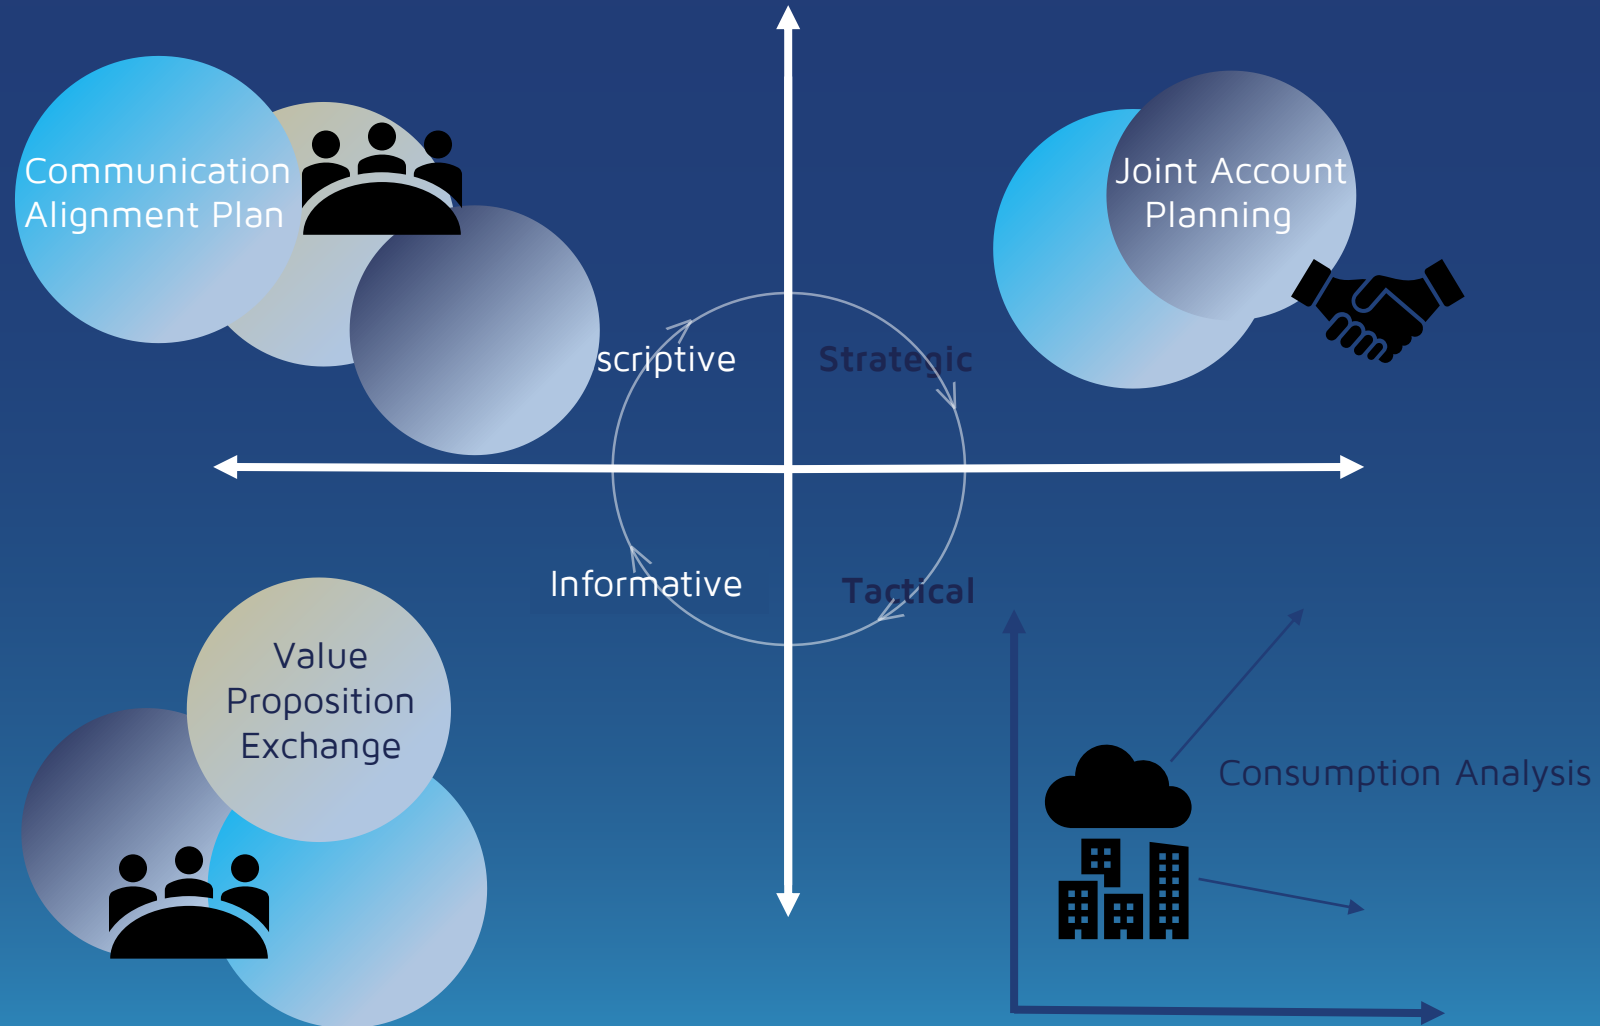 Communication
Alignment Plan
Joint Account
Planning
scriptive
Strategic
Informative
Tactical
Value
Proposition
Exchange
Consumption Analysis